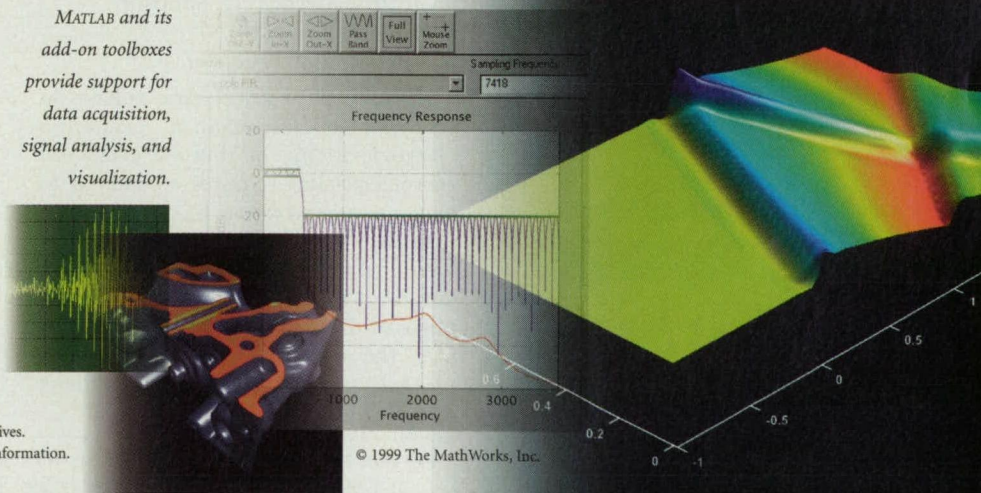 MATLAB and its
add-on toolboxes
provide support for
data acquisition,
signal analysis, and
visualization.
Zoom In-X
Zoom Out-X
Pass Band
Full View
Mouse Zoom
Sampling Frequency
7418
Frequency Response
20
0
-20
1000 2000 3000
Frequency
0.6
0.4
0.2
0
-1
-0.5
0
0.5
1
ives.
formation.
© 1999 The MathWorks, Inc.